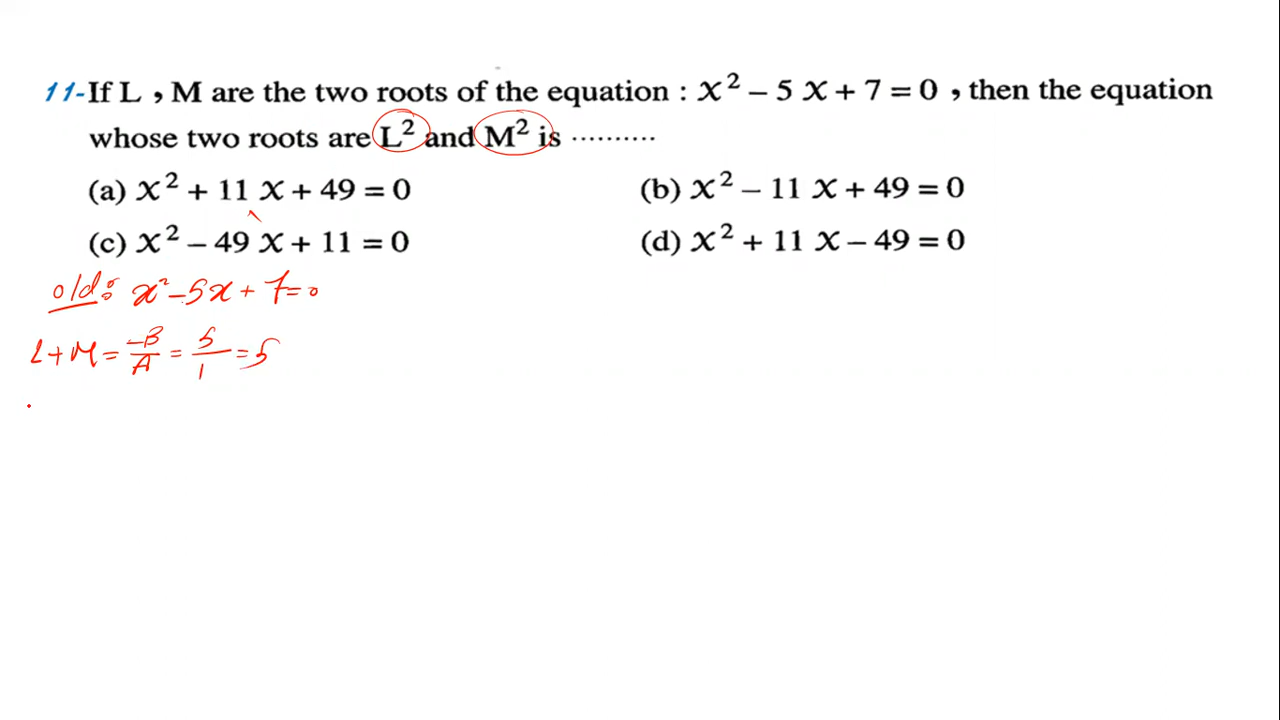 11-If L , M are the two roots of the equation : x² – 5 x + 7 = 0 , then the equation
whose two roots are L² and M² is ··········
(a) x² + 11 x + 49 = 0
(b) x² – 11 x + 49 = 0
(c) x² – 49 x + 11 = 0
(d) x² + 11 x – 49 = 0
old: x² – 5x + 7 = 0
L + M = –B/A = 5/1 = 5